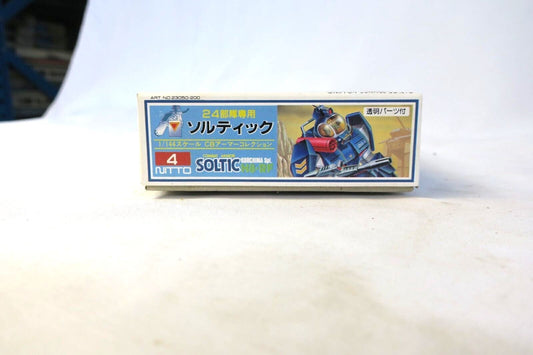 ART. NO.23050-200
24部隊専用
ソルティック
透明パーツ付
1/144スケール CBアーマーコレクション
4
NITTO
SOLTIC